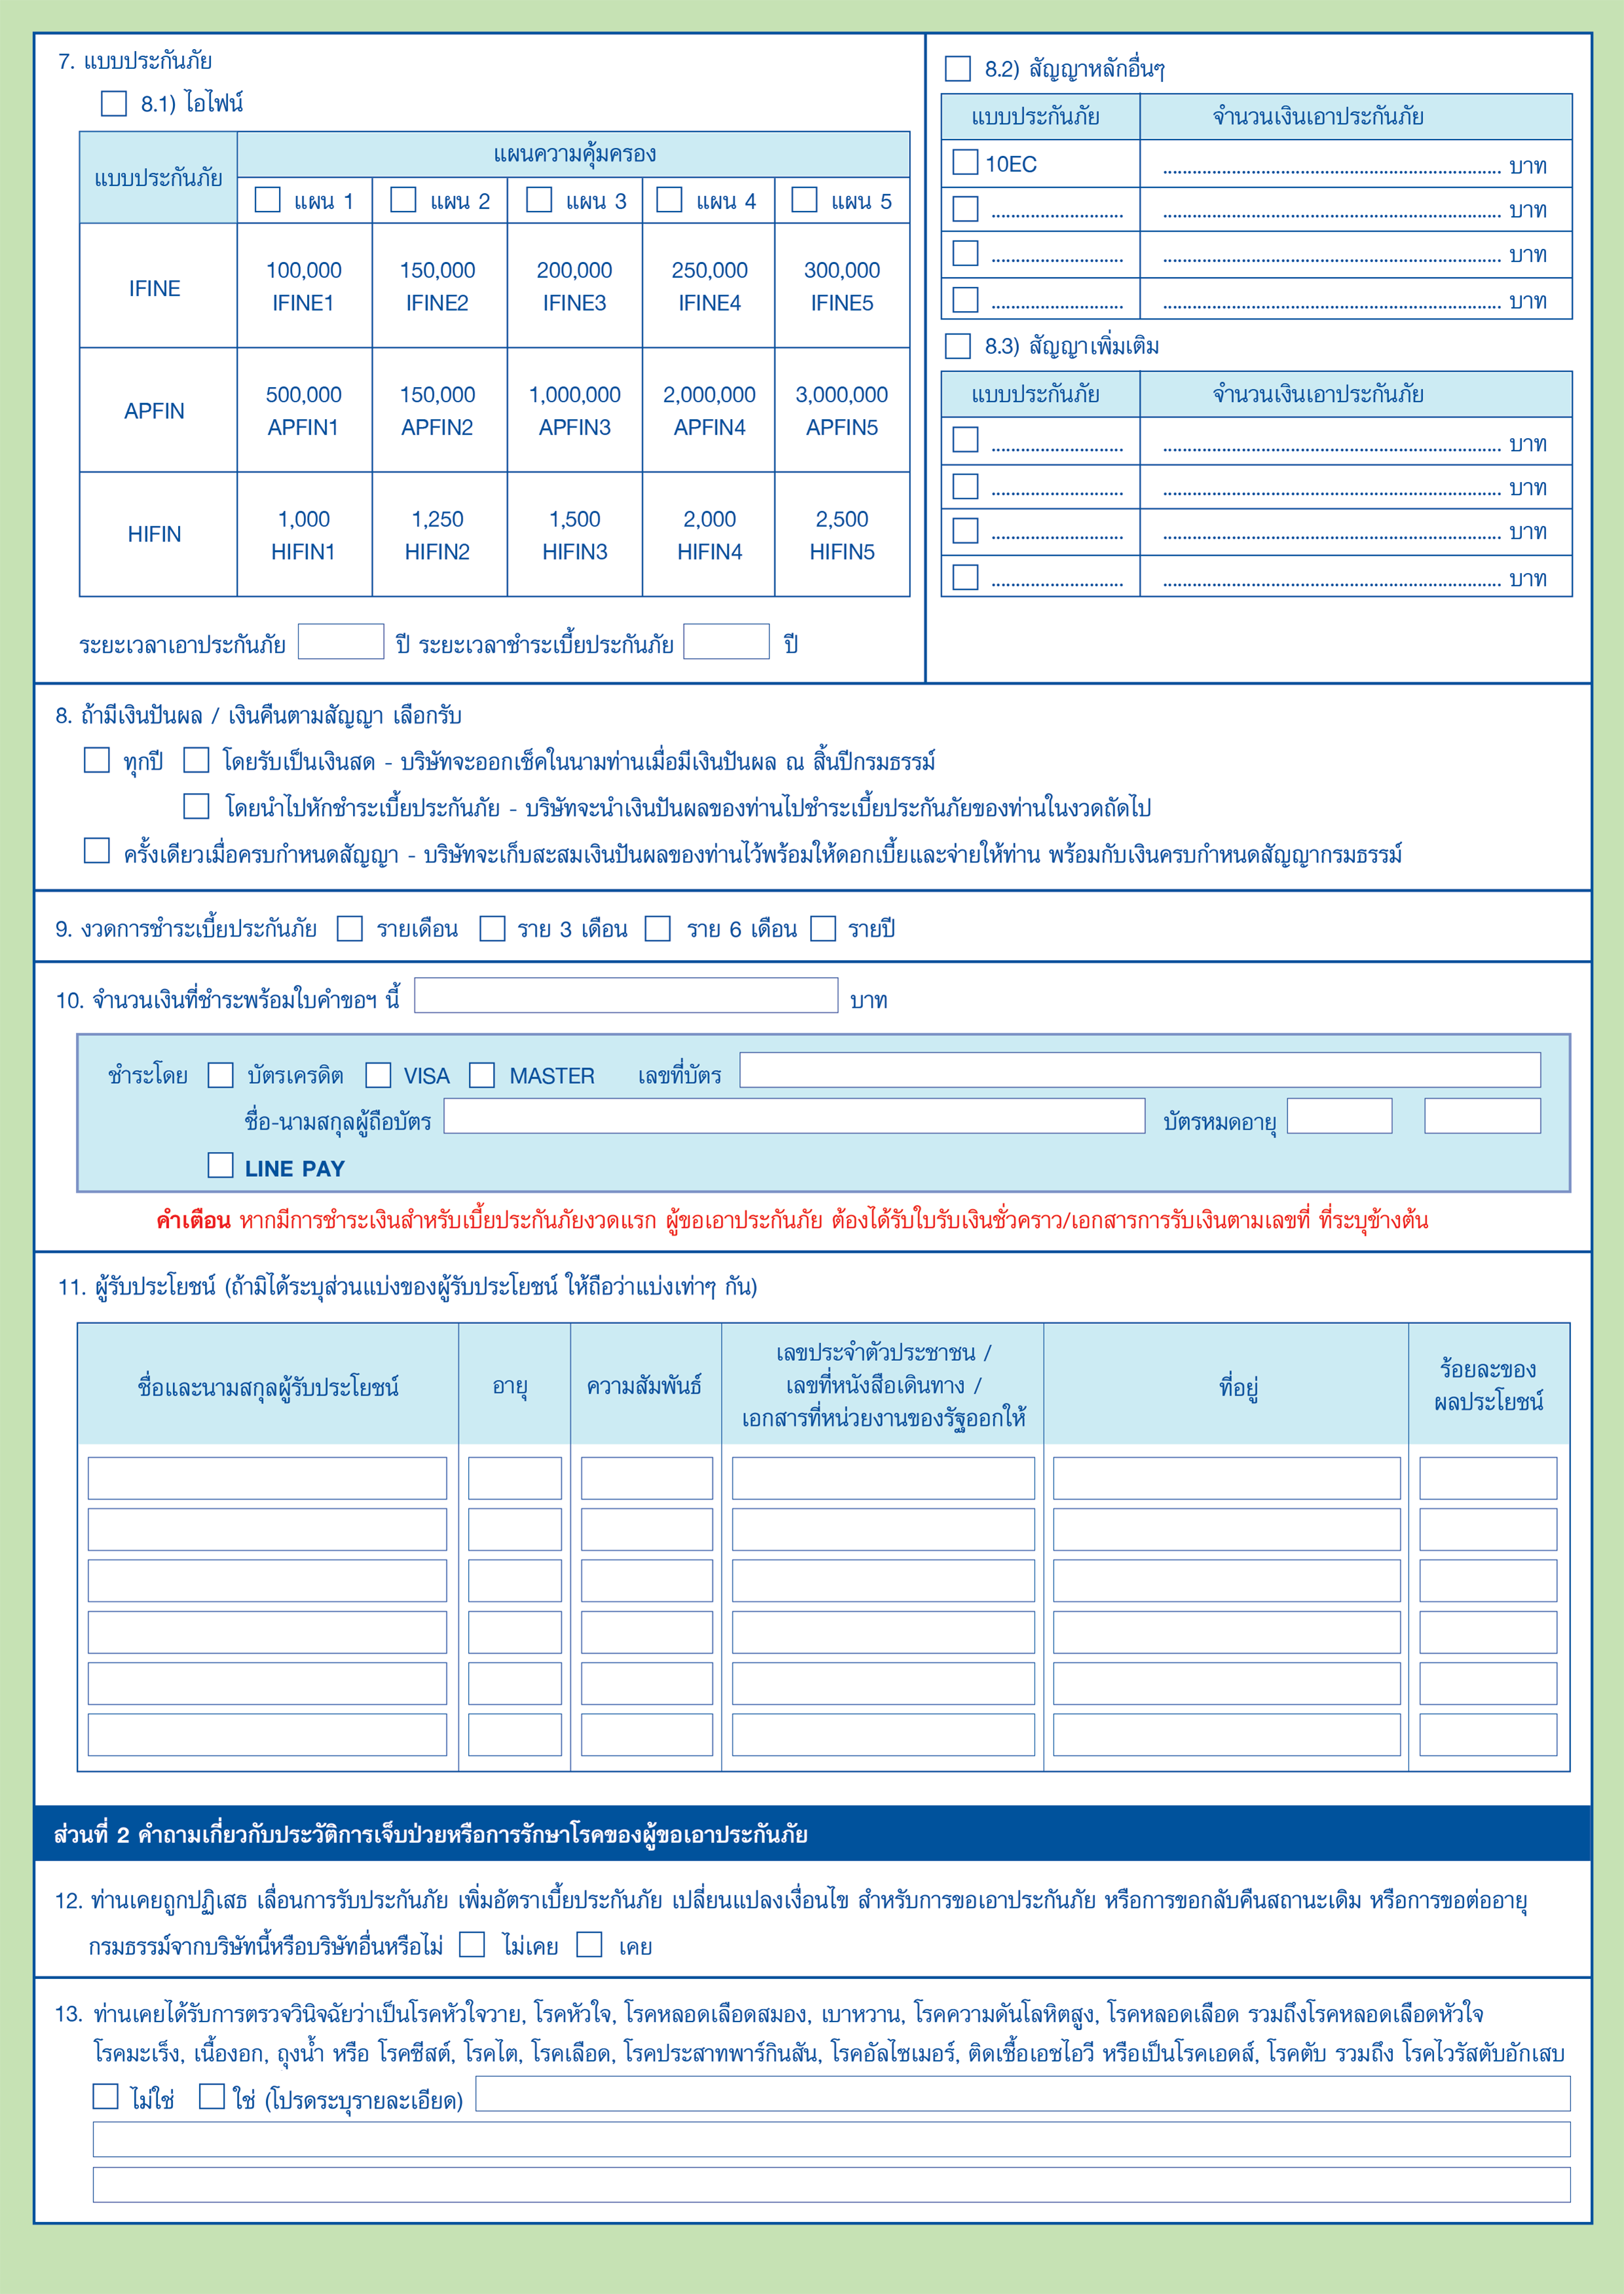 7. แบบประกันภัย
8.1) ไอไฟน์
แบบประกันภัย
แผนความคุ้มครอง
แผน 1 แผน 2 แผน 3 แผน 4 แผน 5
IFINE
100,000 150,000 200,000 250,000 300,000
IFINE1 IFINE2 IFINE3 IFINE4 IFINE5
APFIN
500,000 150,000 1,000,000 2,000,000 3,000,000
APFIN1 APFIN2 APFIN3 APFIN4 APFIN5
HIFIN
1,000 1,250 1,500 2,000 2,500
HIFIN1 HIFIN2 HIFIN3 HIFIN4 HIFIN5
ระยะเวลาเอาประกันภัย ปี ระยะเวลาชำระเบี้ยประกันภัย ปี
8.2) สัญญาหลักอื่นๆ
แบบประกันภัย จำนวนเงินเอาประกันภัย
10EC ........................ บาท
........................ ........................ บาท
........................ ........................ บาท
........................ ........................ บาท
8.3) สัญญาเพิ่มเติม
แบบประกันภัย จำนวนเงินเอาประกันภัย
........................ ........................ บาท
........................ ........................ บาท
........................ ........................ บาท
........................ ........................ บาท
8. ถ้ามีเงินปันผล / เงินคืนตามสัญญา เลือกรับ
ทุกปี โดยรับเป็นเงินสด - บริษัทจะออกเช็คในนามท่านเมื่อมีเงินปันผล ณ สิ้นปีกรมธรรม์
โดยนำไปหักชำระเบี้ยประกันภัย - บริษัทจะนำเงินปันผลของท่านไปชำระเบี้ยประกันภัยของท่านในงวดถัดไป
ครั้งเดียวเมื่อครบกำหนดสัญญา - บริษัทจะเก็บสะสมเงินปันผลของท่านไว้พร้อมให้ดอกเบี้ยและจ่ายให้ท่าน พร้อมกับเงินครบกำหนดสัญญากรมธรรม์
9. งวดการชำระเบี้ยประกันภัย รายเดือน ราย 3 เดือน ราย 6 เดือน รายปี
10. จำนวนเงินที่ชำระพร้อมใบคำขอฯ นี้ บาท
ชำระโดย บัตรเครดิต VISA MASTER เลขที่บัตร
ชื่อ-นามสกุลผู้ถือบัตร บัตรหมดอายุ
LINE PAY
คำเตือน หากมีการชำระเงินสำหรับเบี้ยประกันภัยงวดแรก ผู้ขอเอาประกันภัย ต้องได้รับใบรับเงินชั่วคราว/เอกสารการรับเงินตามเลขที่ ที่ระบุข้างต้น
11. ผู้รับประโยชน์ (ถ้ามิได้ระบุส่วนแบ่งของผู้รับประโยชน์ ให้ถือว่าแบ่งเท่าๆ กัน)
ชื่อและนามสกุลผู้รับประโยชน์
อายุ
ความสัมพันธ์
เลขประจำตัวประชาชน /
เลขที่หนังสือเดินทาง /
เอกสารที่หน่วยงานของรัฐออกให้
ที่อยู่
ร้อยละของ
ผลประโยชน์
ส่วนที่ 2 คำถามเกี่ยวกับประวัติการเจ็บป่วยหรือการรักษาโรคของผู้ขอเอาประกันภัย
12. ท่านเคยถูกปฏิเสธ เลื่อนการรับประกันภัย เพิ่มอัตราเบี้ยประกันภัย เปลี่ยนแปลงเงื่อนไข สำหรับการขอเอาประกันภัย หรือการขอกลับคืนสถานะเดิม หรือการขอต่ออายุ
กรมธรรม์จากบริษัทนี้หรือบริษัทอื่นหรือไม่ ไม่เคย เคย
13. ท่านเคยได้รับการตรวจวินิจฉัยว่าเป็นโรคหัวใจวาย, โรคหัวใจ, โรคหลอดเลือดสมอง, เบาหวาน, โรคความดันโลหิตสูง, โรคหลอดเลือด รวมถึงโรคหลอดเลือดหัวใจ
โรคมะเร็ง, เนื้องอก, ถุงน้ำ หรือ โรคซีสต์, โรคไต, โรคเลือด, โรคประสาทพาร์กินสัน, โรคอัลไซเมอร์, ติดเชื้อเอชไอวี หรือเป็นโรคเอดส์, โรคตับ รวมถึง โรคไวรัสตับอักเสบ
ไม่ใช่ ใช่ (โปรดระบุรายละเอียด)